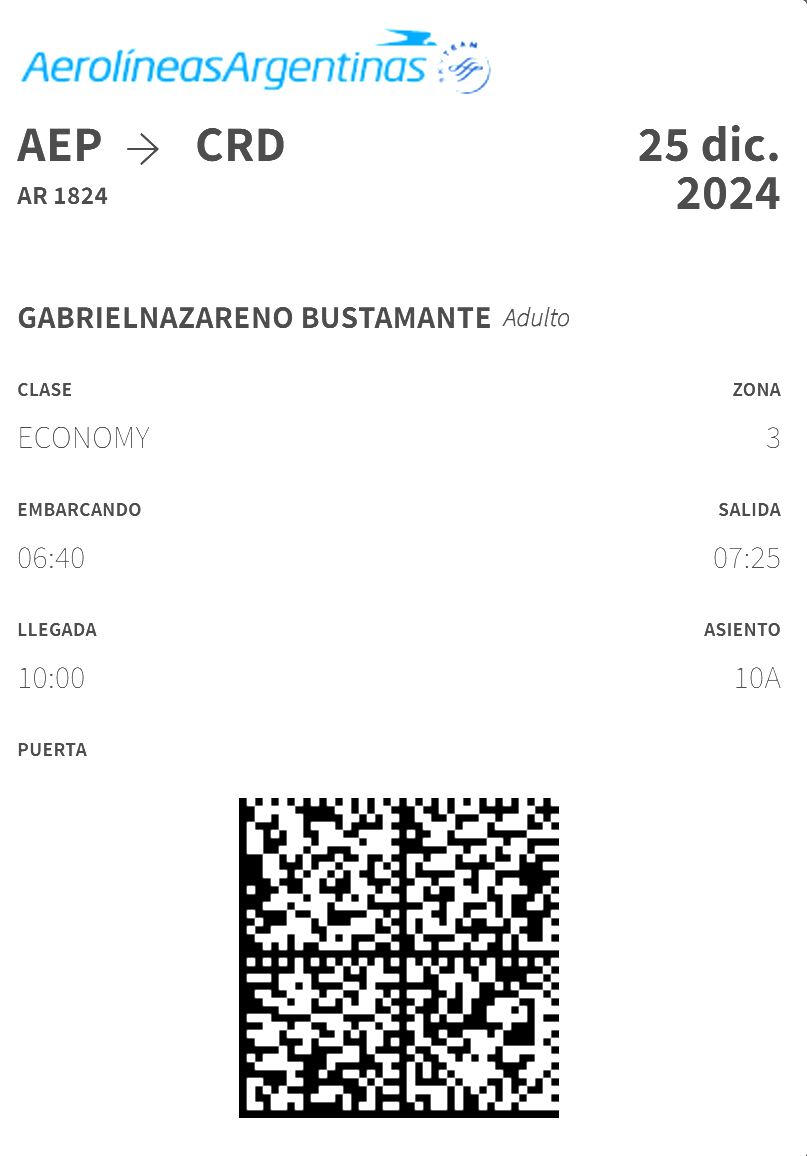 AerolíneasArgentinas
TEAM
AEP → CRD
25 dic.
2024
AR 1824
GABRIELNAZARENO BUSTAMANTE Adulto
CLASE ZONA
ECONOMY 3
EMBARCANDO SALIDA
06:40 07:25
LLEGADA ASIENTO
10:00 10A
PUERTA